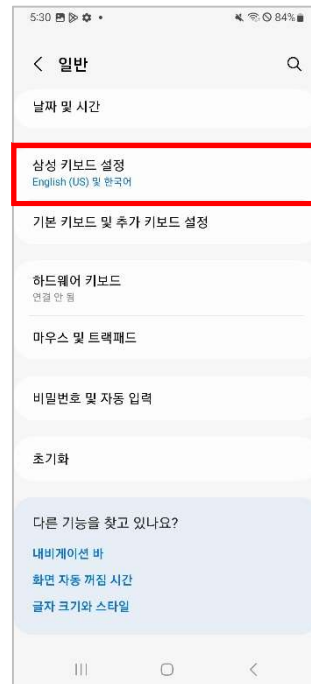 5:30 84%
일반
날짜 및 시간
삼성 키보드 설정
English (US) 및 한국어
기본 키보드 및 추가 키보드 설정
하드웨어 키보드
연결 안 됨
마우스 및 트랙패드
비밀번호 및 자동 입력
초기화
다른 기능을 찾고 있나요?
내비게이션 바
화면 자동 꺼짐 시간
글자 크기와 스타일